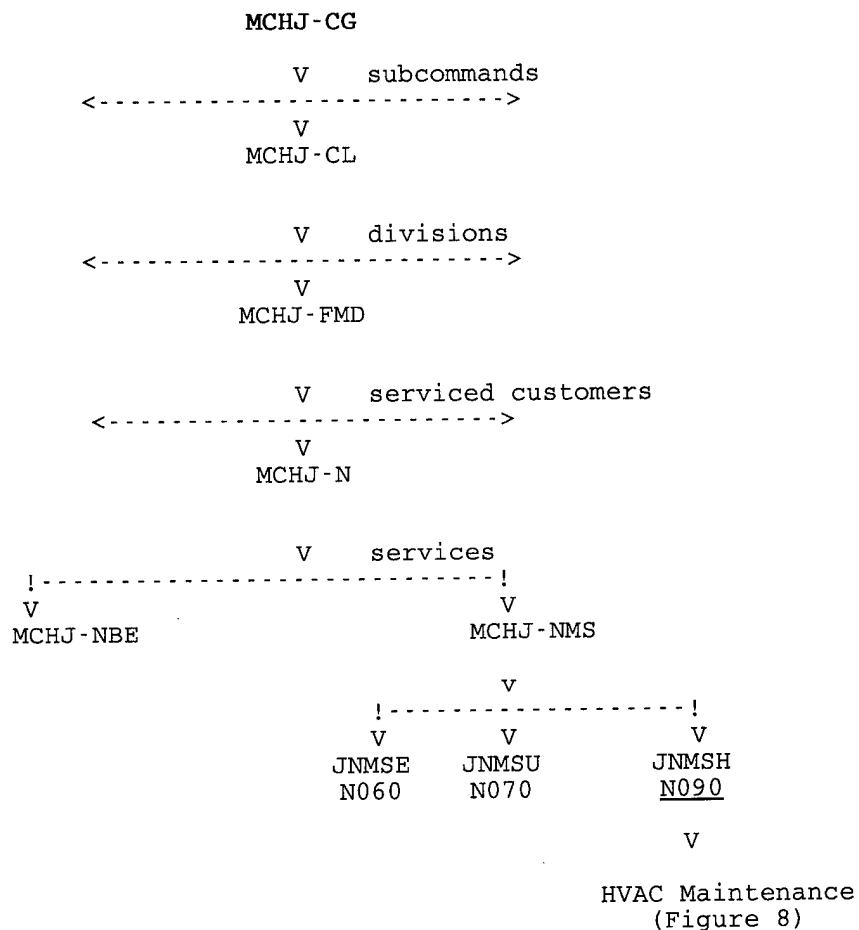 MCHJ-CG
V subcommands
<--------------------------->
V
MCHJ-CL
V divisions
<--------------------------->
V
MCHJ-FMD
V serviced customers
<------------------------->
V
MCHJ-N
V services
!-----------------------------!
V V
MCHJ-NBE MCHJ-NMS
V
!-------------------!
V V V
JNMSE JNMSU JNMSH
N060 N070 N090
V
HVAC Maintenance
(Figure 8)